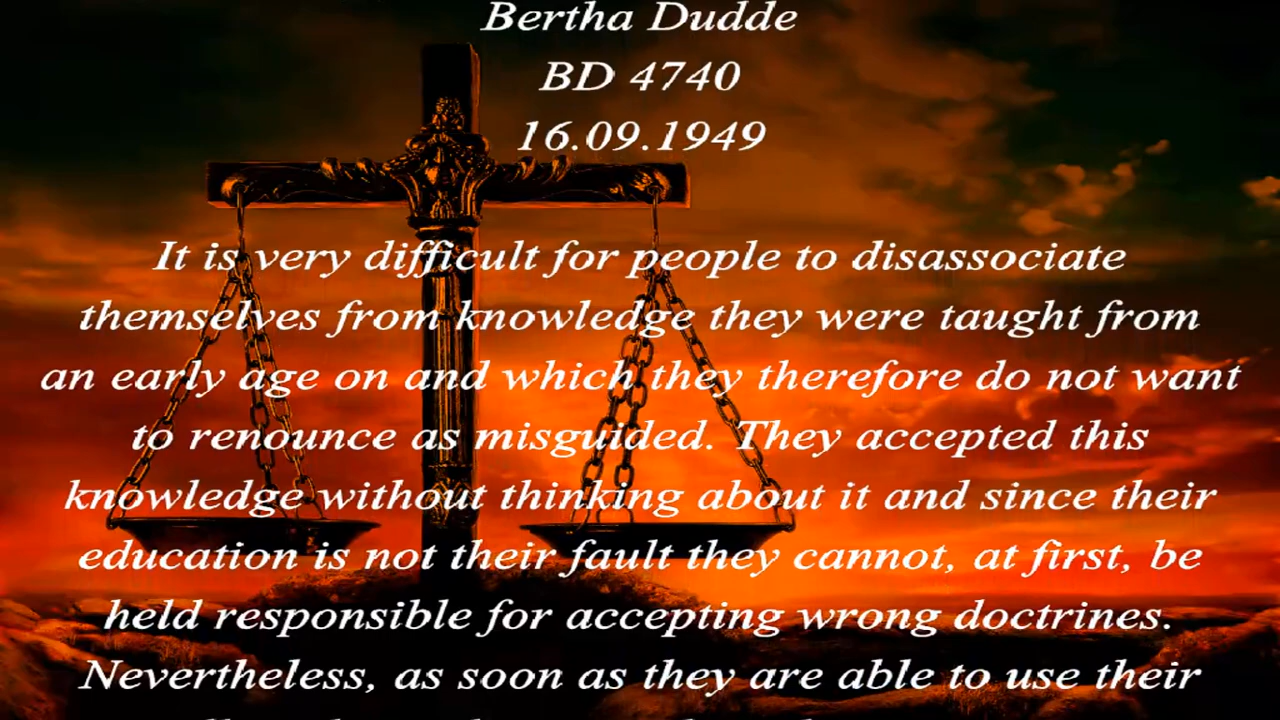 Bertha Dudde
BD 4740
16.09.1949
It is very difficult for people to disassociate
themselves from knowledge they were taught from
an early age on and which they therefore do not want
to renounce as misguided. They accepted this
knowledge without thinking about it and since their
education is not their fault they cannot, at first, be
held responsible for accepting wrong doctrines.
Nevertheless, as soon as they are able to use their